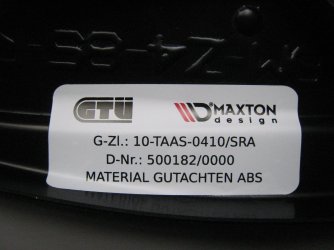 GTÜ MAXTON
design
G-Zl.: 10-TAAS-0410/SRA
D-Nr.: 500182/0000
MATERIAL GUTACHTEN ABS